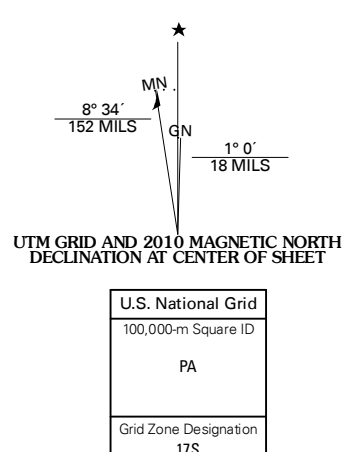 ★
MN
8° 34´
152 MILS
GN
1° 0´
18 MILS
UTM GRID AND 2010 MAGNETIC NORTH
DECLINATION AT CENTER OF SHEET
U.S. National Grid
100,000-m Square ID
PA
Grid Zone Designation
17S